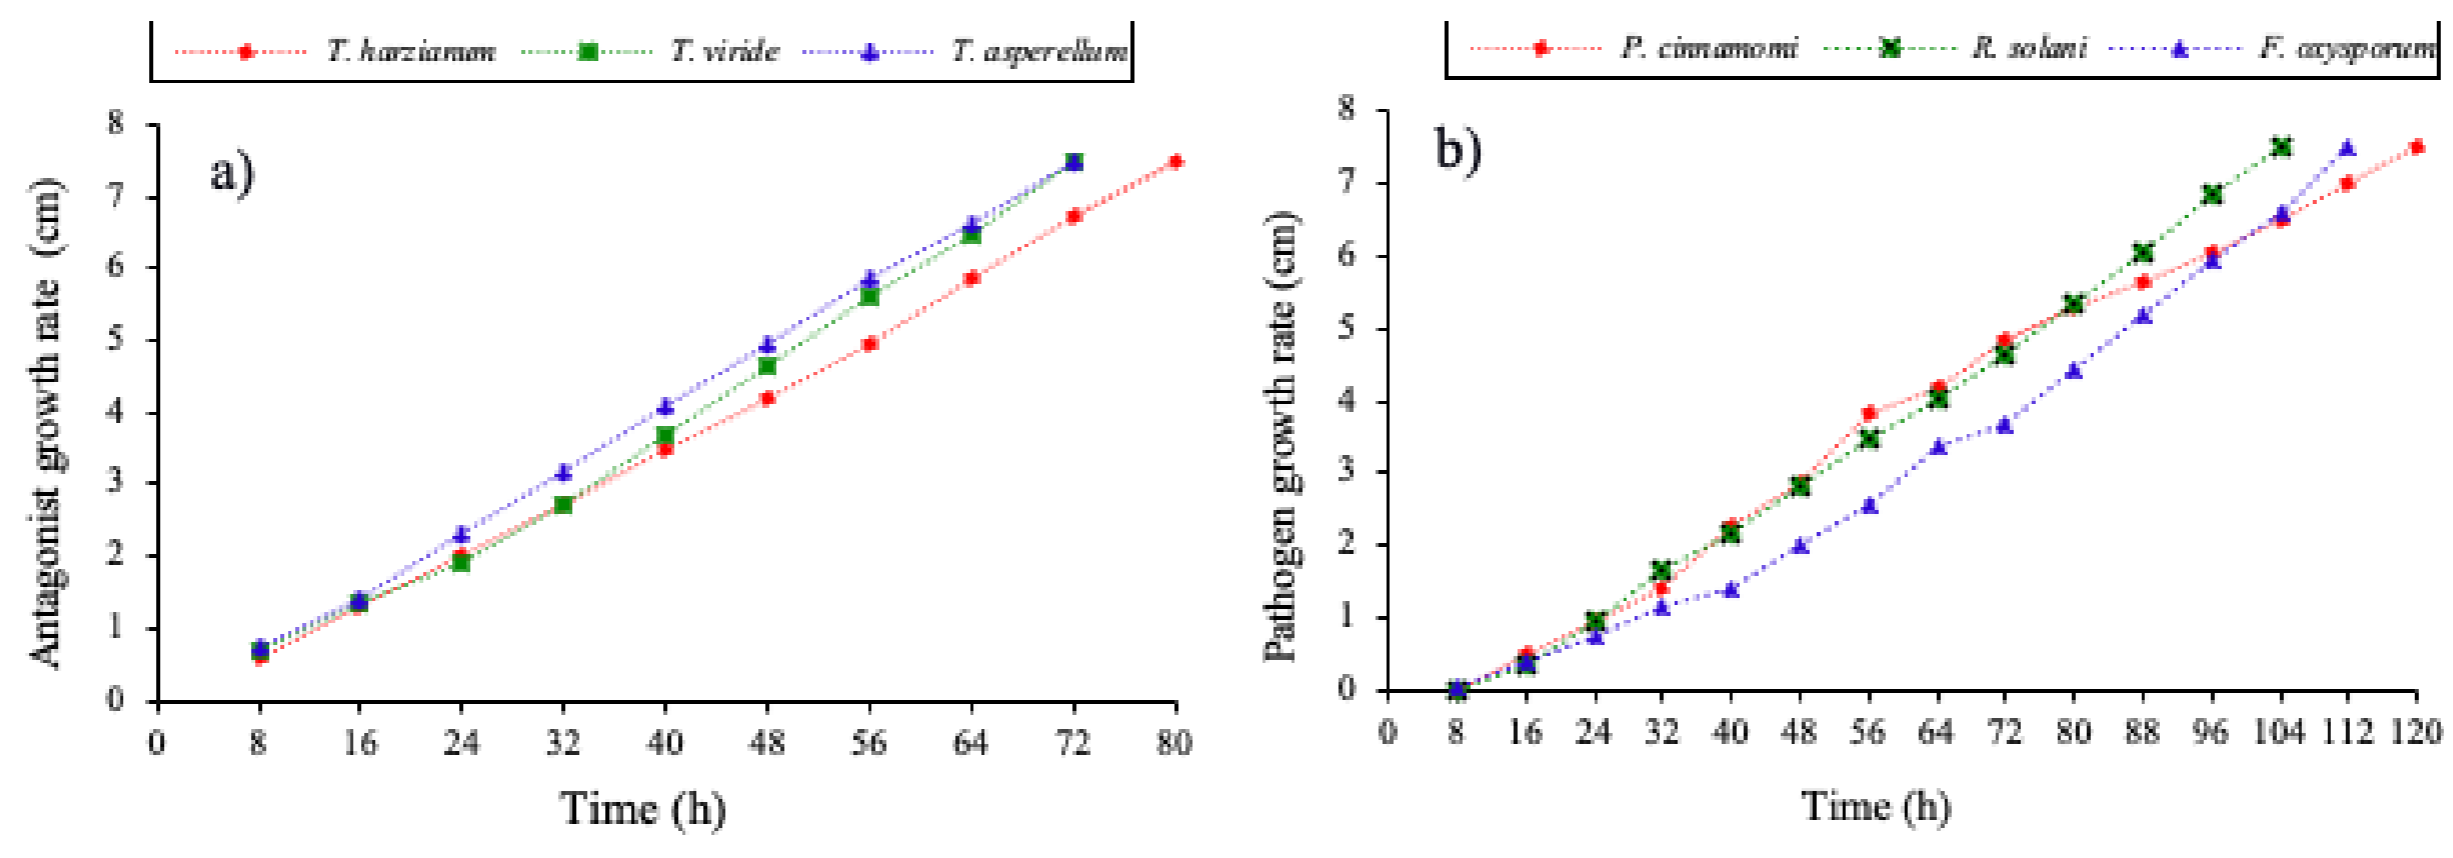 T. harzianum T. viride T. asperellum
a)
Antagonist growth rate (cm)
8
7
6
5
4
3
2
1
0
0 8 16 24 32 40 48 56 64 72 80
Time (h)
P. cinnamomi R. solani F. oxysporum
b)
Pathogen growth rate (cm)
8
7
6
5
4
3
2
1
0
0 8 16 24 32 40 48 56 64 72 80 88 96 104 112 120
Time (h)